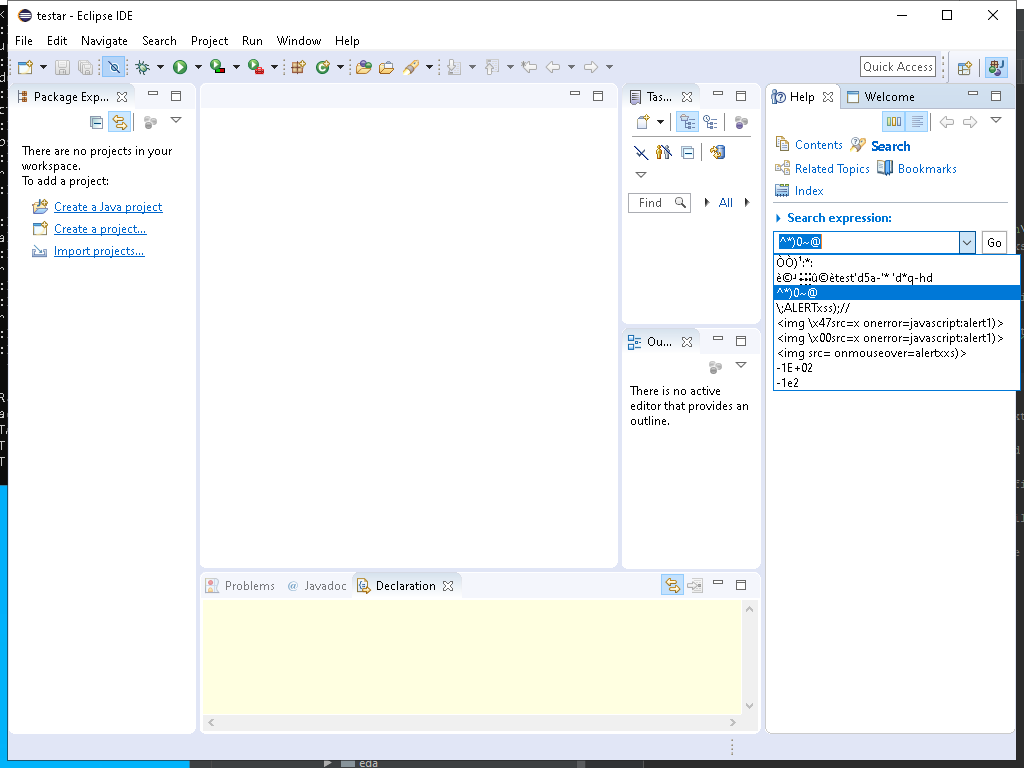 testar - Eclipse IDE
File Edit Navigate Search Project Run Window Help
Quick Access
Package Exp...
There are no projects in your
workspace.
To add a project:
Create a Java project
Create a project...
Import projects...
Tas...
Find
All
Ou...
There is no active
editor that provides an
outline.
Problems @ Javadoc Declaration
Help Welcome
Contents Search
Related Topics Bookmarks
Index
Search expression:
^*)0~@
Go
ÒÒ)¹:*:
^*)0~@
\;ALERTxss);//
<img \x47src=x onerror=javascript:alert1)>
<img \x00src=x onerror=javascript:alert1)>
<img src= onmouseover=alertxxs)>
-1E+02
-1e2
eda